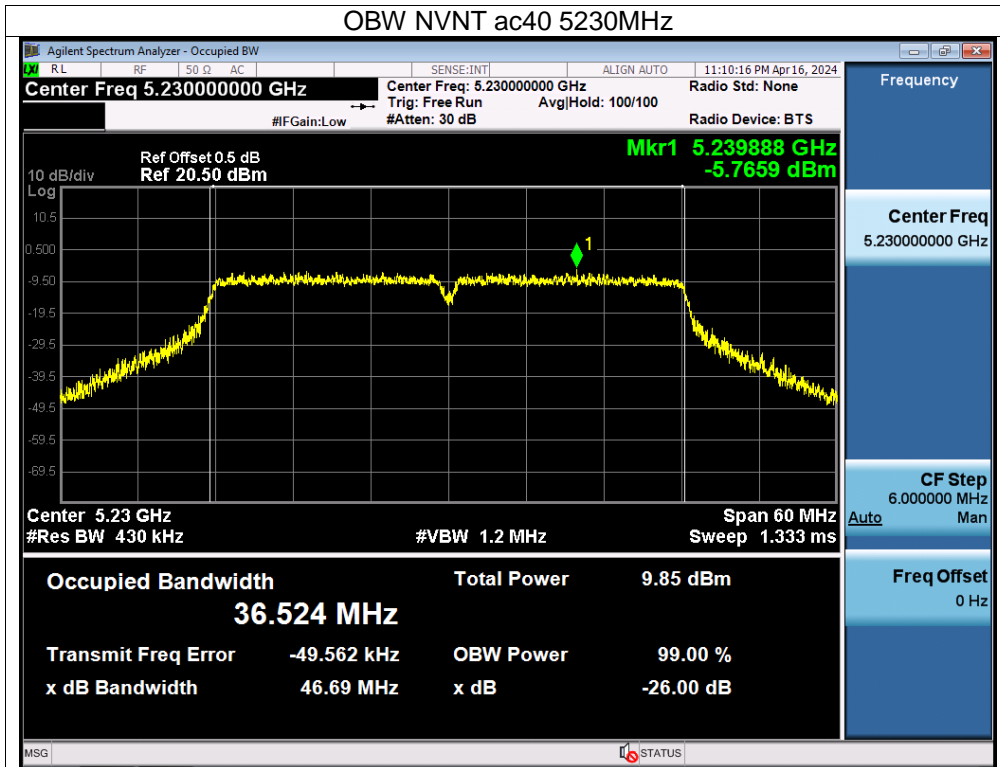 OBW NVNT ac40 5230MHz
Agilent Spectrum Analyzer - Occupied BW
LXI RL RF 50 Ω AC SENSE:INT ALIGN AUTO 11:10:16 PM Apr 16, 2024
Center Freq 5.230000000 GHz
Center Freq: 5.230000000 GHz Radio Std: None
Trig: Free Run Avg|Hold: 100/100
#IFGain:Low #Atten: 30 dB Radio Device: BTS
Frequency
Mkr1 5.239888 GHz
-5.7659 dBm
Ref Offset 0.5 dB
10 dB/div Ref 20.50 dBm
Log
10.5
0.500
-9.50
-19.5
-29.5
-39.5
-49.5
-59.5
-69.5
1
Center 5.23 GHz Span 60 MHz
#Res BW 430 kHz #VBW 1.2 MHz Sweep 1.333 ms
Occupied Bandwidth Total Power 9.85 dBm
36.524 MHz
Transmit Freq Error -49.562 kHz OBW Power 99.00 %
x dB Bandwidth 46.69 MHz x dB -26.00 dB
Center Freq
5.230000000 GHz
CF Step
6.000000 MHz
Auto Man
Freq Offset
0 Hz
MSG STATUS